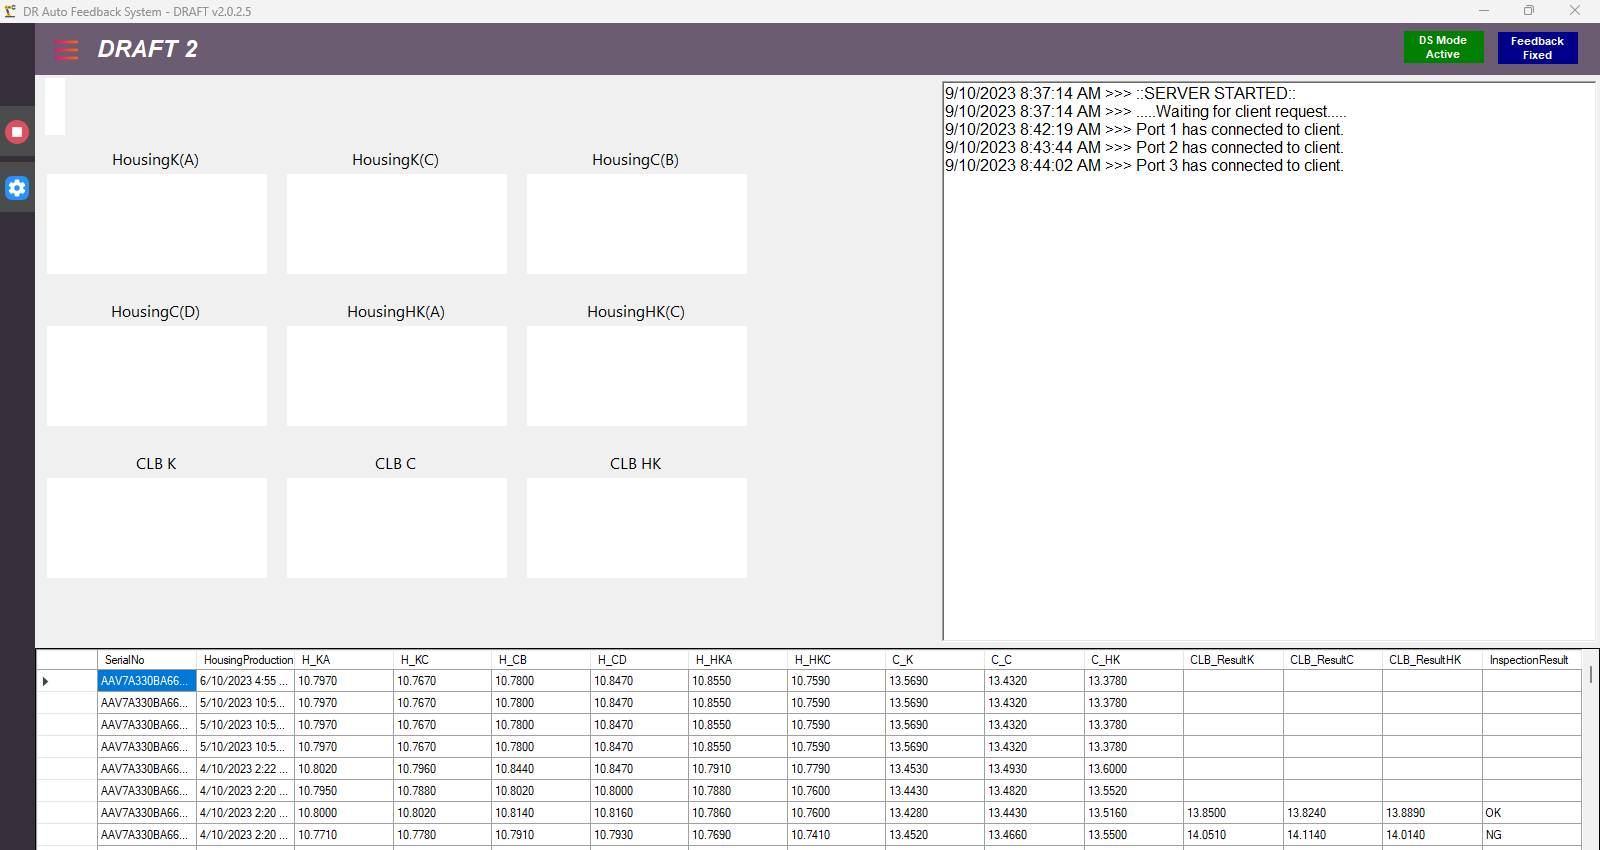 DR Auto Feedback System - DRAFT v2.0.2.5
DRAFT 2
DS Mode
Active
Feedback
Fixed
9/10/2023 8:37:14 AM >>> ::SERVER STARTED::
9/10/2023 8:37:14 AM >>> .....Waiting for client request.....
9/10/2023 8:42:19 AM >>> Port 1 has connected to client.
9/10/2023 8:43:44 AM >>> Port 2 has connected to client.
9/10/2023 8:44:02 AM >>> Port 3 has connected to client.
HousingK(A) HousingK(C) HousingC(B)
HousingC(D) HousingHK(A) HousingHK(C)
CLB K CLB C CLB HK
SerialNo HousingProduction H_KA H_KC H_CB H_CD H_HKA H_HKC C_K C_C C_HK CLB_ResultK CLB_ResultC CLB_ResultHK InspectionResult
AAV7A330BA66... 6/10/2023 4:55 ... 10.7970 10.7670 10.7800 10.8470 10.8550 10.7590 13.5690 13.4320 13.3780
AAV7A330BA66... 5/10/2023 10:5... 10.7970 10.7670 10.7800 10.8470 10.8550 10.7590 13.5690 13.4320 13.3780
AAV7A330BA66... 5/10/2023 10:5... 10.7970 10.7670 10.7800 10.8470 10.8550 10.7590 13.5690 13.4320 13.3780
AAV7A330BA66... 5/10/2023 10:5... 10.7970 10.7670 10.7800 10.8470 10.8550 10.7590 13.5690 13.4320 13.3780
AAV7A330BA66... 4/10/2023 2:22 ... 10.8020 10.7960 10.8440 10.8470 10.7910 10.7790 13.4530 13.4930 13.6000
AAV7A330BA66... 4/10/2023 2:20 ... 10.7950 10.7880 10.8020 10.8000 10.7880 10.7600 13.4430 13.4820 13.5520
AAV7A330BA66... 4/10/2023 2:20 ... 10.8000 10.8020 10.8140 10.8160 10.7860 10.7600 13.4280 13.4430 13.5160 13.8500 13.8240 13.8890 OK
AAV7A330BA66... 4/10/2023 2:20 ... 10.7710 10.7780 10.7910 10.7930 10.7690 10.7410 13.4520 13.4660 13.5500 14.0510 14.1140 14.0140 NG